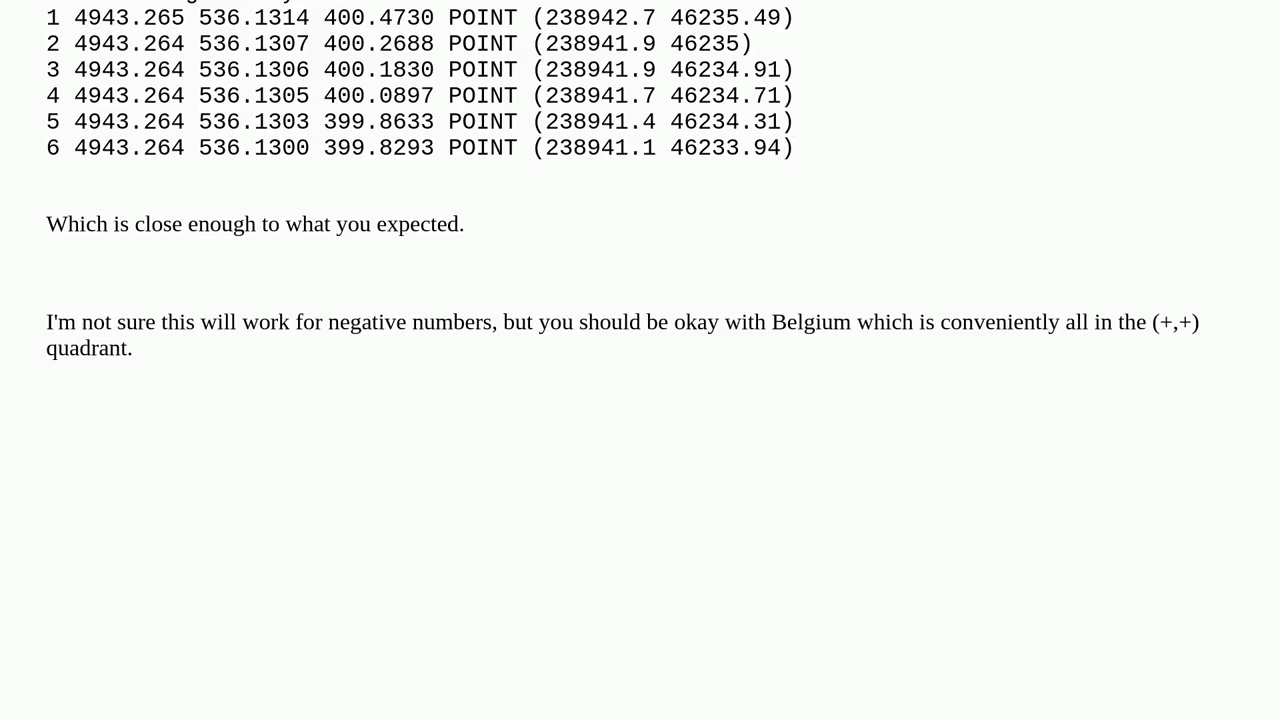 1 4943.265 536.1314 400.4730 POINT (238942.7 46235.49)
2 4943.264 536.1307 400.2688 POINT (238941.9 46235)
3 4943.264 536.1306 400.1830 POINT (238941.9 46234.91)
4 4943.264 536.1305 400.0897 POINT (238941.7 46234.71)
5 4943.264 536.1303 399.8633 POINT (238941.4 46234.31)
6 4943.264 536.1300 399.8293 POINT (238941.1 46233.94)
Which is close enough to what you expected.
I'm not sure this will work for negative numbers, but you should be okay with Belgium which is conveniently all in the (+,+)
quadrant.